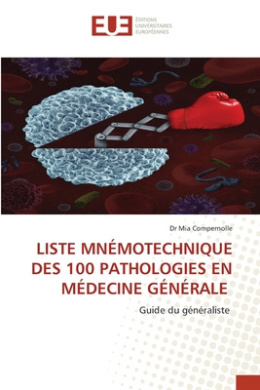 EUE
ÉDITIONS
UNIVERSITAIRES
EUROPÉENNES
Dr Mia Compernolle
LISTE MNÉMOTECHNIQUE
DES 100 PATHOLOGIES EN
MÉDECINE GÉNÉRALE
Guide du généraliste